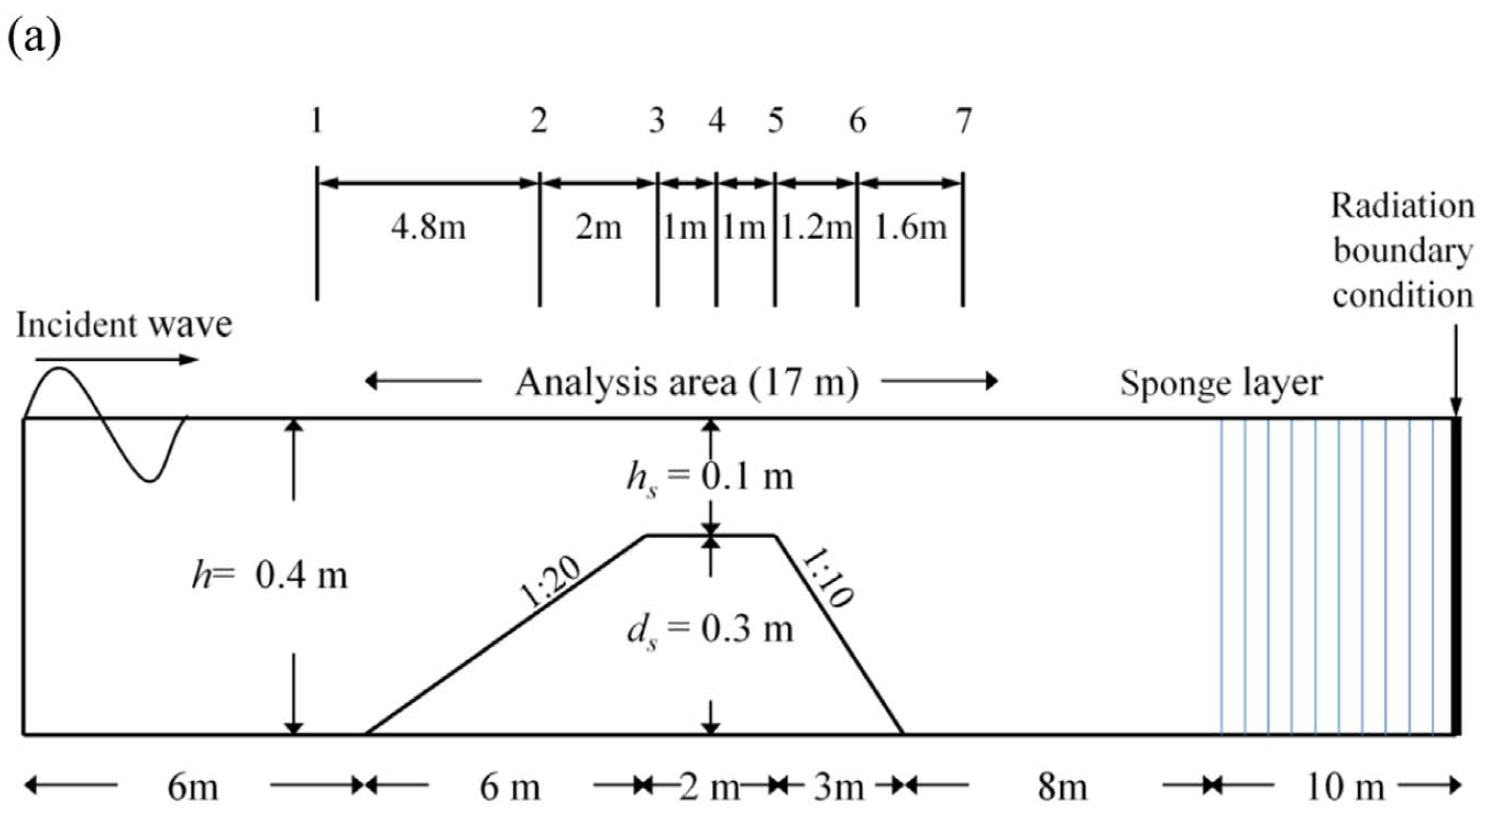 (a)
1 2 3 4 5 6 7
4.8m 2m 1m 1m 1.2m 1.6m
Radiation
boundary
condition
Incident wave
Analysis area (17 m)
Sponge layer
hₛ = 0.1 m
h= 0.4 m
1:20
1:10
dₛ = 0.3 m
6m 6 m 2 m 3m 8m 10 m